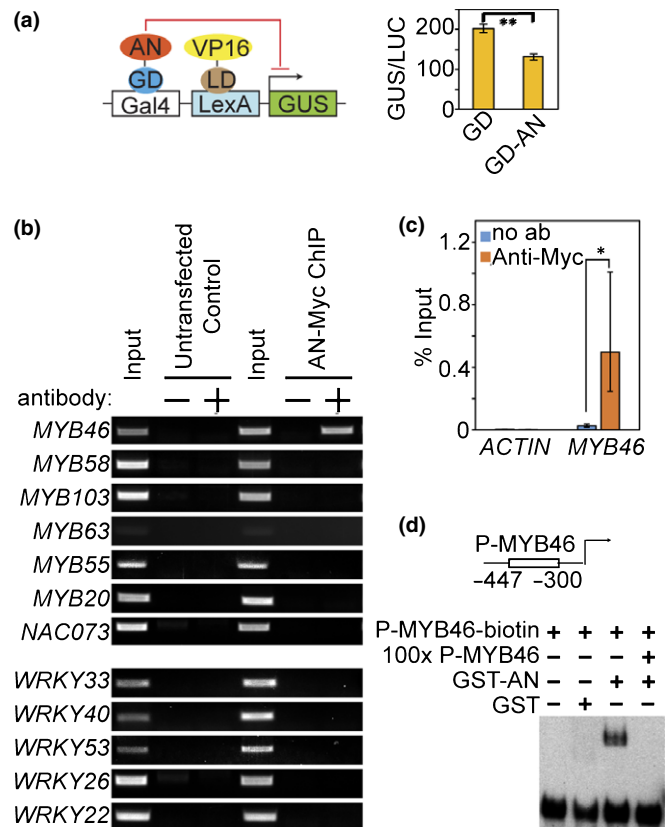 (a)
AN
VP16
GD
LD
Gal4
LexA
GUS
GUS/LUC
200
100
0
**
GD
GD-AN
(b)
Untransfected
Control
AN-Myc ChIP
Input
Input
antibody: − + − +
MYB46
MYB58
MYB103
MYB63
MYB55
MYB20
NAC073
WRKY33
WRKY40
WRKY53
WRKY26
WRKY22
(c)
no ab
Anti-Myc
*
% Input
1.2
0.8
0.4
0
ACTIN MYB46
(d)
P-MYB46
−447 −300
P-MYB46-biotin + + + +
100x P-MYB46 − − − +
GST-AN − − + +
GST − + − −